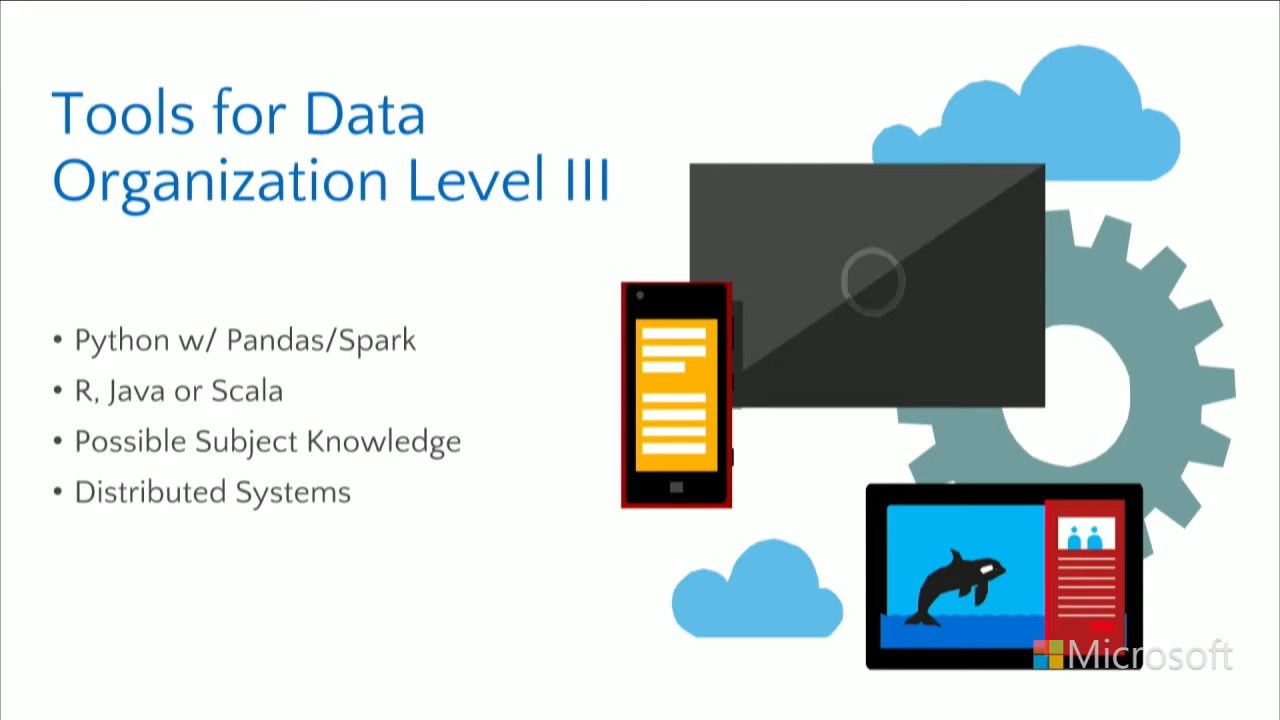 Tools for Data
Organization Level III
• Python w/ Pandas/Spark
• R, Java or Scala
• Possible Subject Knowledge
• Distributed Systems
Microsoft